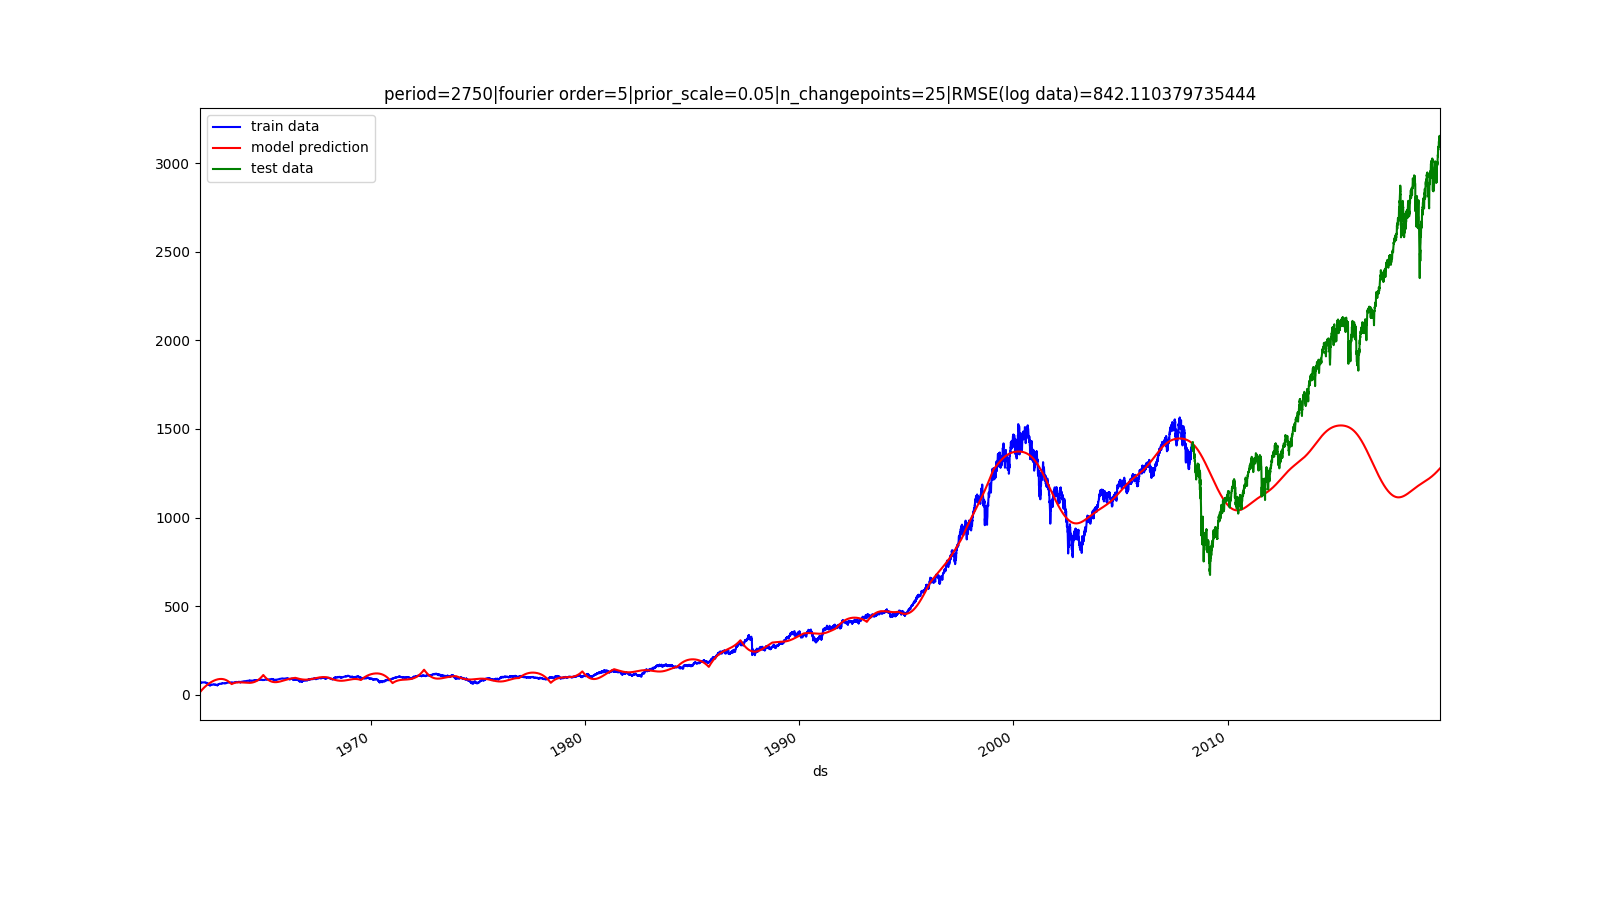 period=2750|fourier order=5|prior_scale=0.05|n_changepoints=25|RMSE(log data)=842.110379735444
train data
model prediction
test data
3000
2500
2000
1500
1000
500
0
1970
1980
1990
2000
2010
ds